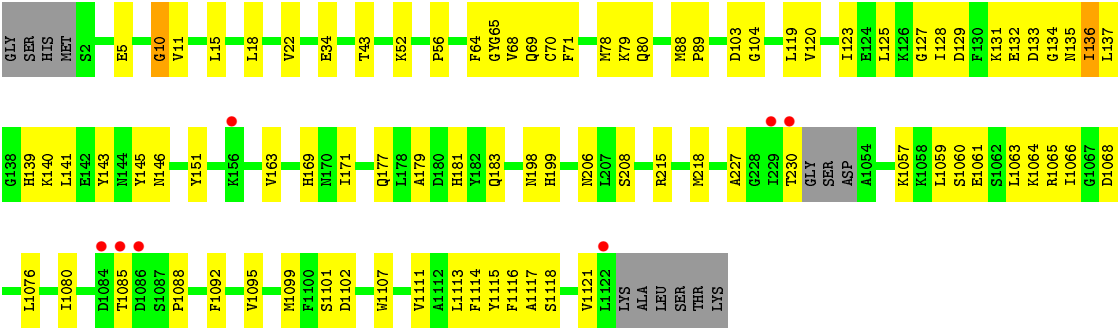 GLY SER HIS MET S2 E5 G10 V11 L15 L18 V22 E34 T43 K52 P56 F64 GYG65 V68 Q69 C70 F71 M78 K79 Q80 M88 P89 D103 G104 L119 V120 I123 E124 L125 K126 G127 I128 D129 F130 K131 E132 D133 G134 N135 I136 L137
G138 H139 K140 L141 E142 Y143 N144 Y145 N146 Y151 K156 V163 H169 N170 I171 Q177 L178 A179 D180 H181 Y182 Q183 N198 H199 N206 L207 S208 R215 M218 A227 G228 I229 T230 GLY SER ASP A1054 K1057 K1058 L1059 S1060 E1061 S1062 L1063 K1064 R1065 I1066 G1067 D1068
L1076 I1080 D1084 T1085 D1086 S1087 P1088 F1092 V1095 M1099 F1100 S1101 D1102 W1107 V1111 A1112 L1113 F1114 Y1115 F1116 A1117 S1118 V1121 L1122 LYS ALA LEU SER THR LYS